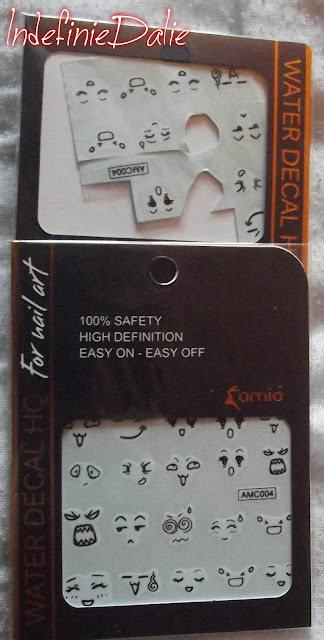 IndefinieDalie
WATER DECAL HQ
AMC004
For nail art
100% SAFETY
HIGH DEFINITION
EASY ON - EASY OFF
amio
AMC004
WATER DECAL HQ